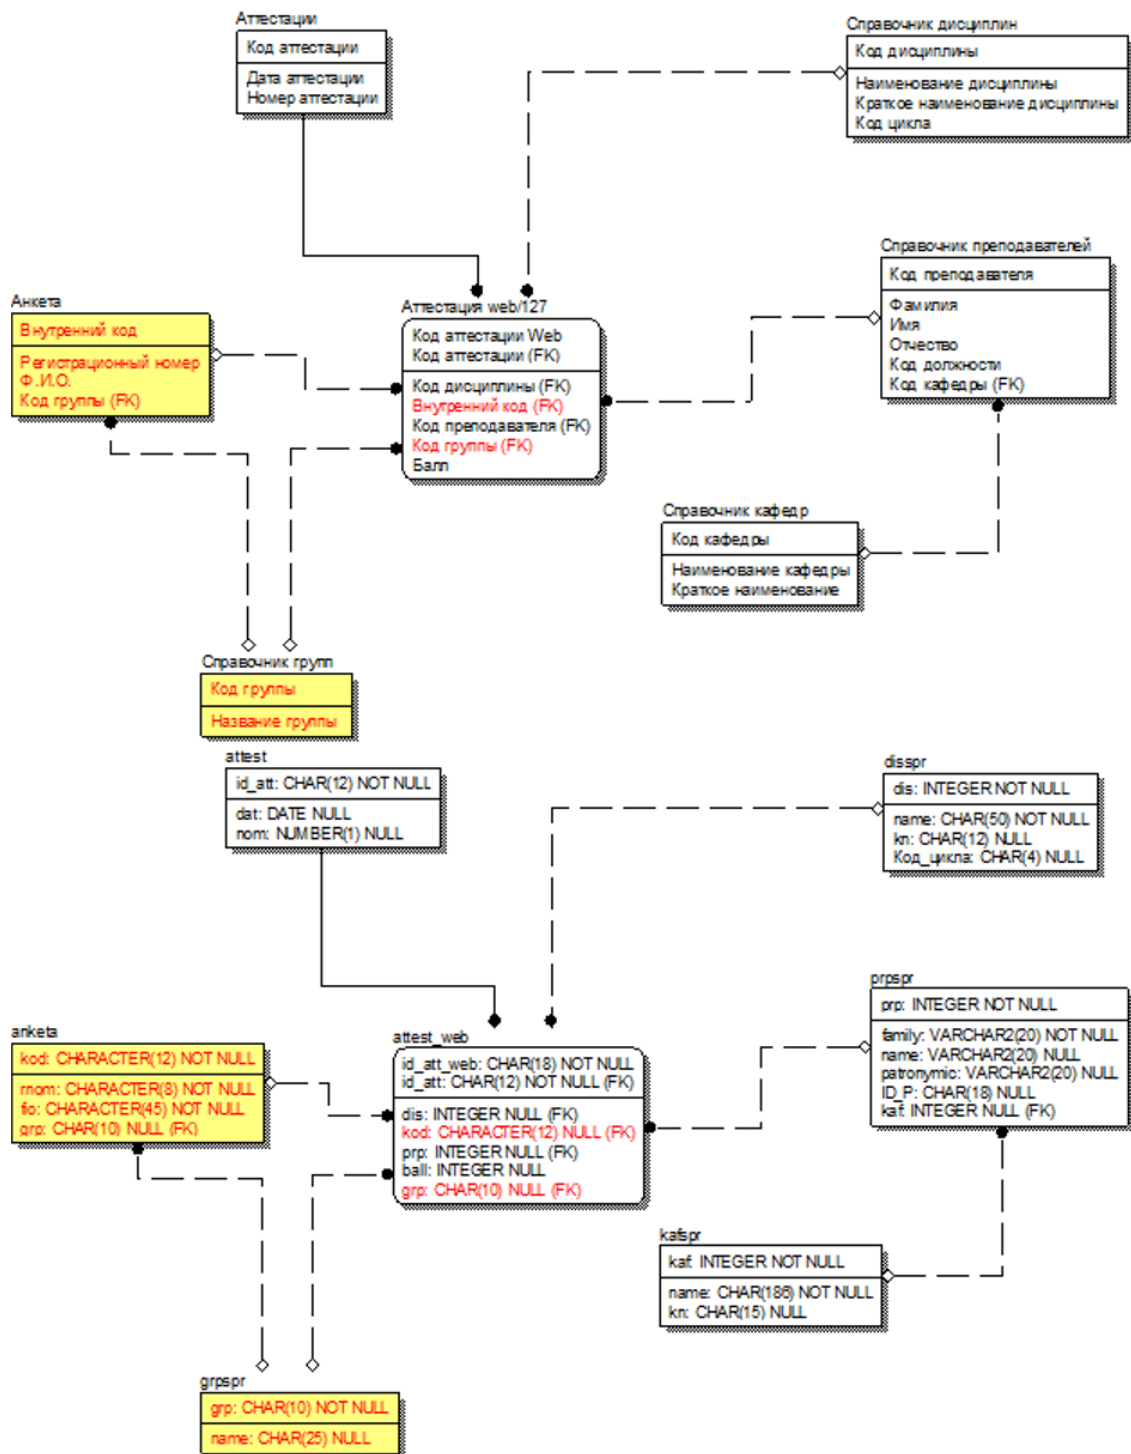 Аттестации
Код аттестации
Дата аттестации
Номер аттестации
Справочник дисциплин
Код дисциплины
Наименование дисциплины
Краткое наименование дисциплины
Код цикла
Справочник преподавателей
Код преподавателя
Фамилия
Имя
Отчество
Код должности
Код кафедры (FK)
Анкета
Внутренний код
Регистрационный номер
Ф.И.О.
Код группы (FK)
Аттестация web/127
Код аттестации Web
Код аттестации (FK)
Код дисциплины (FK)
Внутренний код (FK)
Код преподавателя (FK)
Код группы (FK)
Балл
Справочник кафедр
Код кафедры
Наименование кафедры
Краткое наименование
Справочник групп
Код группы
Название группы
attest
id_att: CHAR(12) NOT NULL
dat: DATE NULL
nom: NUMBER(1) NULL
disspr
dis: INTEGER NOT NULL
name: CHAR(50) NOT NULL
kn: CHAR(12) NULL
Код_цикла: CHAR(4) NULL
prpspr
prp: INTEGER NOT NULL
family: VARCHAR2(20) NOT NULL
name: VARCHAR2(20) NULL
patronymic: VARCHAR2(20) NULL
ID_P: CHAR(18) NULL
kaf: INTEGER NULL (FK)
anketa
kod: CHARACTER(12) NOT NULL
rnom: CHARACTER(8) NOT NULL
fio: CHARACTER(45) NOT NULL
grp: CHAR(10) NULL (FK)
attest_web
id_att_web: CHAR(18) NOT NULL
id_att: CHAR(12) NOT NULL (FK)
dis: INTEGER NULL (FK)
kod: CHARACTER(12) NULL (FK)
prp: INTEGER NULL (FK)
ball: INTEGER NULL
grp: CHAR(10) NULL (FK)
kafspr
kaf: INTEGER NOT NULL
name: CHAR(186) NOT NULL
kn: CHAR(15) NULL
grpspr
grp: CHAR(10) NOT NULL
name: CHAR(25) NULL